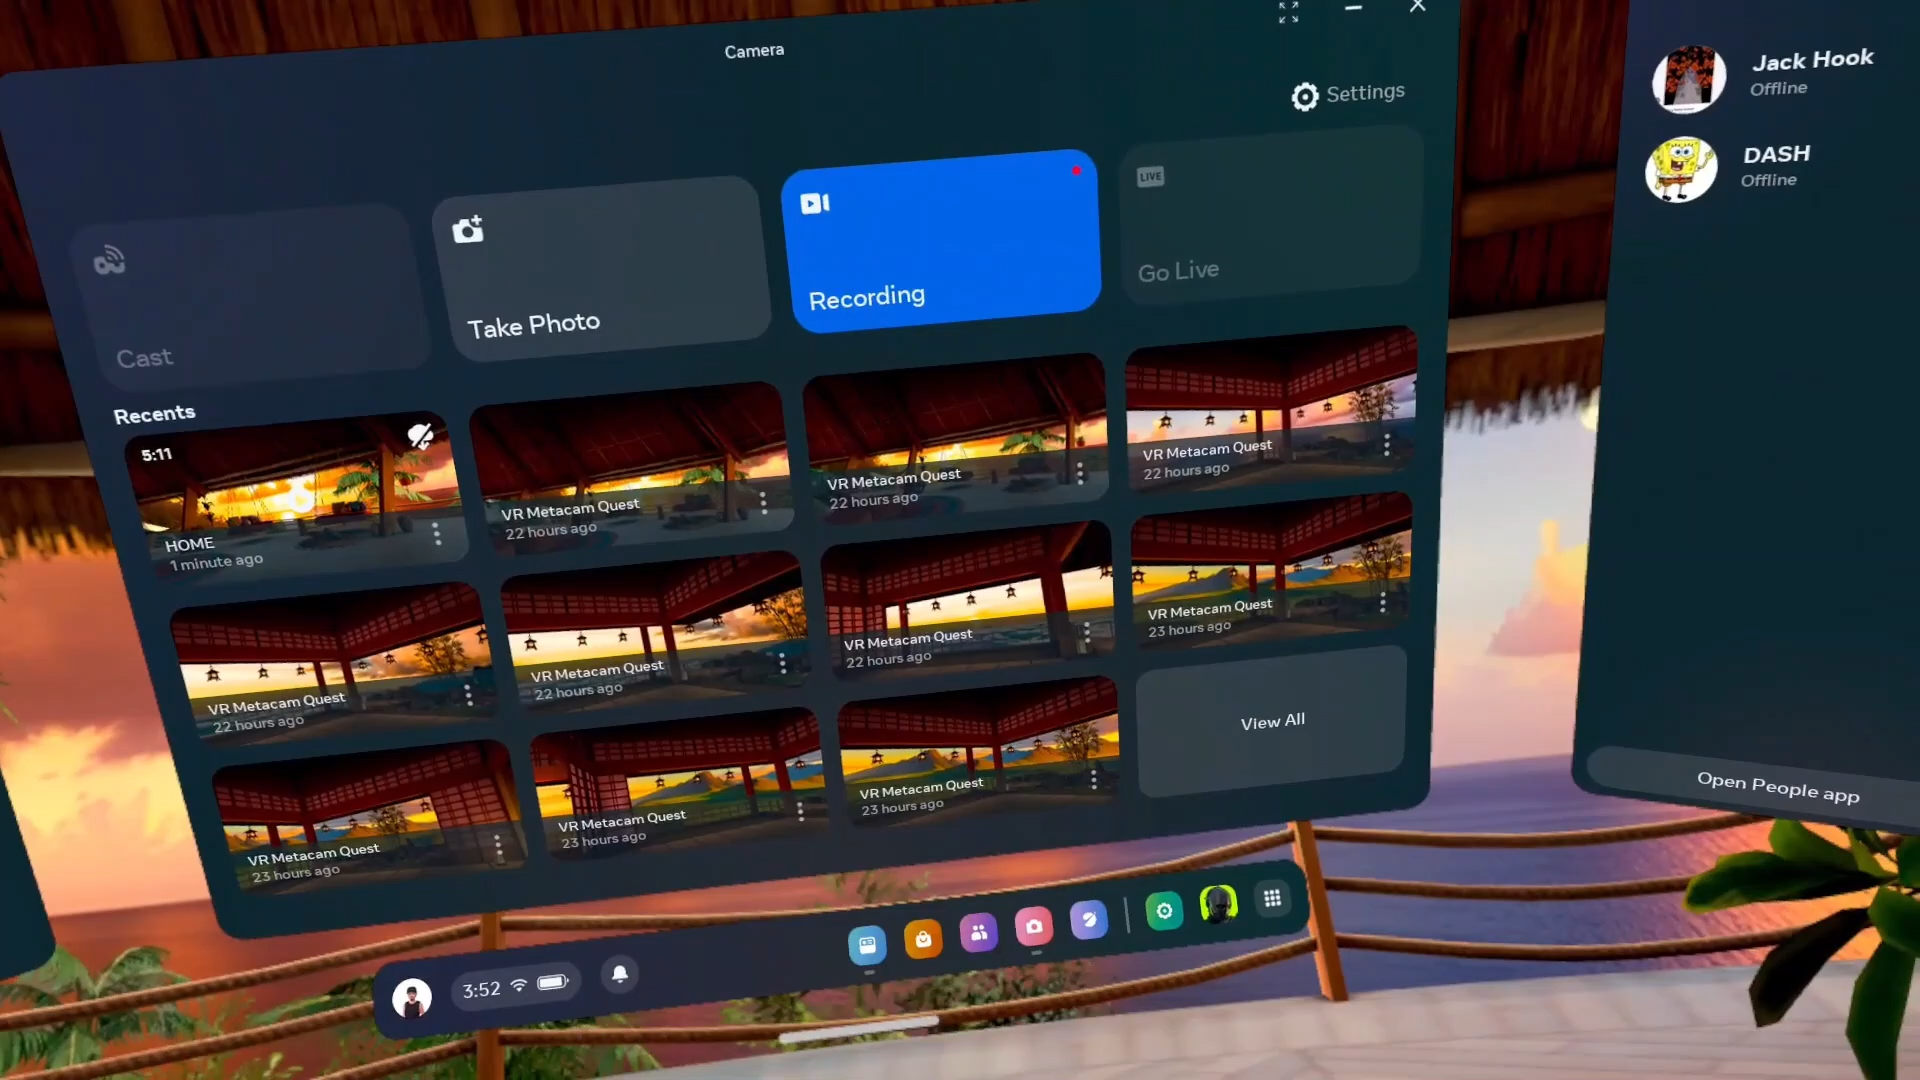 Camera
Settings
Cast
Take Photo
Recording
LIVE
Go Live
Recents
5:11
HOME
1 minute ago
VR Metacam Quest
22 hours ago
VR Metacam Quest
22 hours ago
VR Metacam Quest
22 hours ago
VR Metacam Quest
22 hours ago
VR Metacam Quest
22 hours ago
VR Metacam Quest
22 hours ago
VR Metacam Quest
23 hours ago
VR Metacam Quest
23 hours ago
VR Metacam Quest
23 hours ago
VR Metacam Quest
23 hours ago
View All
3:52
Jack Hook
Offline
DASH
Offline
Open People app